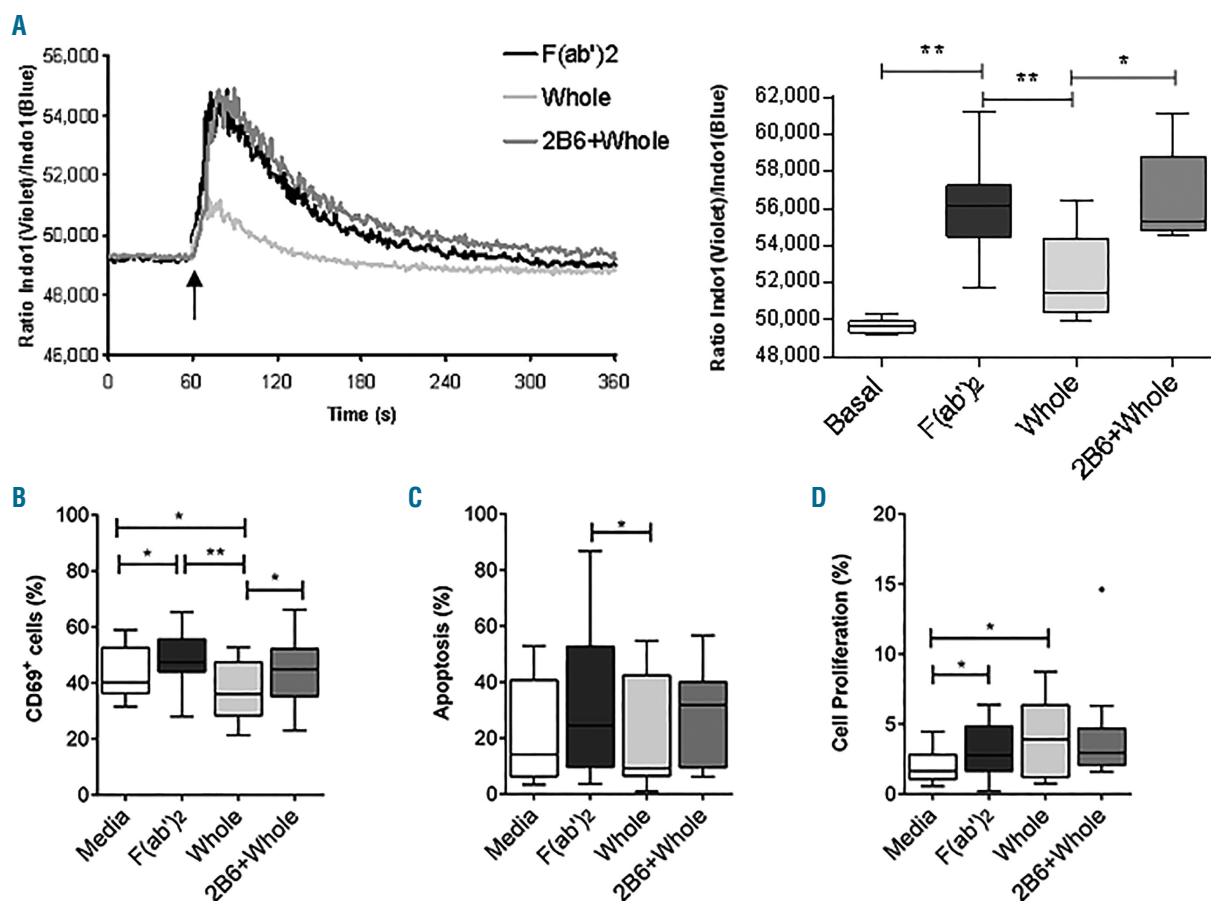 A
Ratio Indo1(Violet)/Indo1(Blue)
56,000
54,000
52,000
50,000
48,000
46,000
0
60
120
180
240
300
360
Time (s)
F(ab')2
Whole
2B6+Whole
Ratio Indo1(Violet)/Indo1(Blue)
62,000
60,000
58,000
56,000
54,000
52,000
50,000
48,000
**
**
*
Basal
F(ab')2
Whole
2B6+Whole
B
CD69+ cells (%)
100
80
60
40
20
0
*
*
**
*
Media
F(ab')2
Whole
2B6+Whole
C
Apoptosis (%)
100
80
60
40
20
0
*
Media
F(ab')2
Whole
2B6+Whole
D
Cell Proliferation (%)
20
15
10
5
0
*
*
Media
F(ab')2
Whole
2B6+Whole